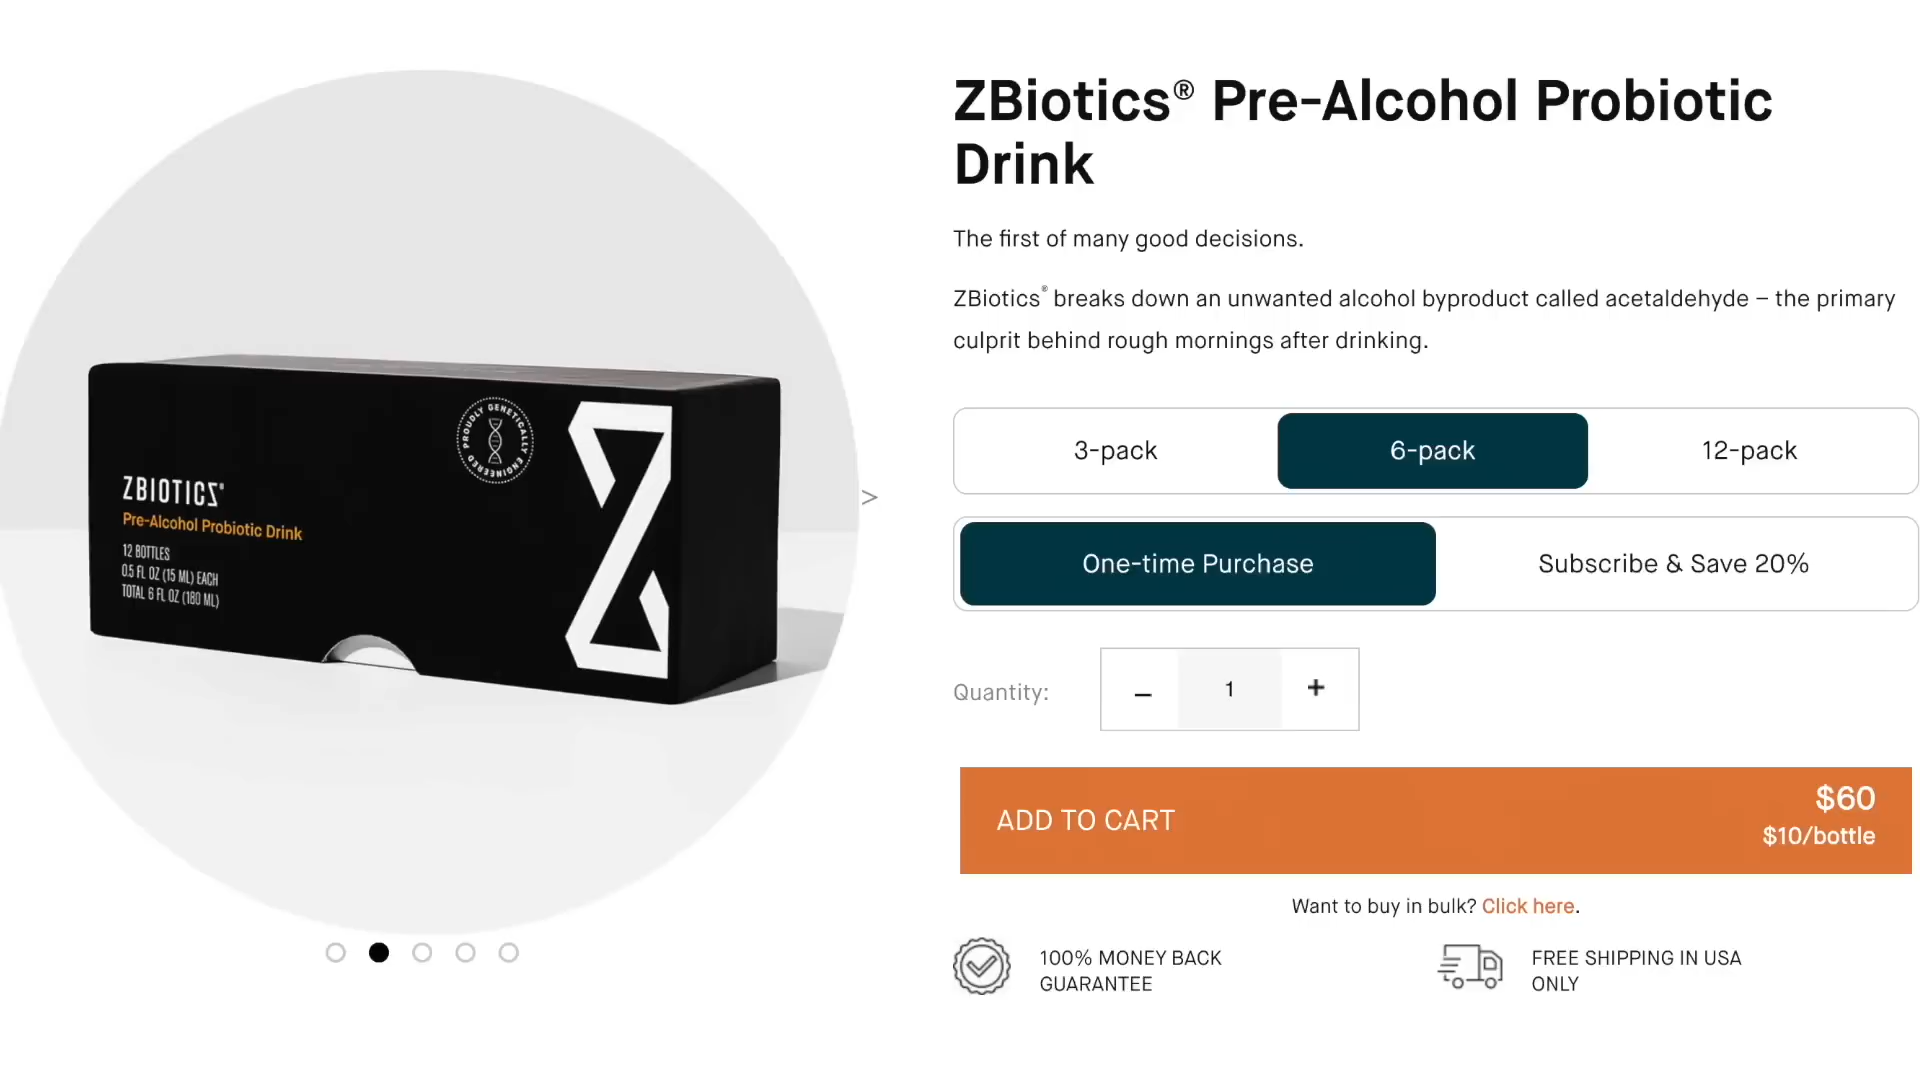 ZBiotics® Pre-Alcohol Probiotic
Drink
The first of many good decisions.
ZBiotics® breaks down an unwanted alcohol byproduct called acetaldehyde – the primary
culprit behind rough mornings after drinking.
3-pack
6-pack
12-pack
One-time Purchase
Subscribe & Save 20%
Quantity:
–
1
+
ADD TO CART
$60
$10/bottle
Want to buy in bulk? Click here.
100% MONEY BACK
GUARANTEE
FREE SHIPPING IN USA
ONLY
PROUDLY GENETICALLY ENGINEERED
Z
ZBIOTICS®
Pre-Alcohol Probiotic Drink
12 BOTTLES
0.5 FL OZ (15 ML) EACH
TOTAL 6 FL OZ (180 ML)
>